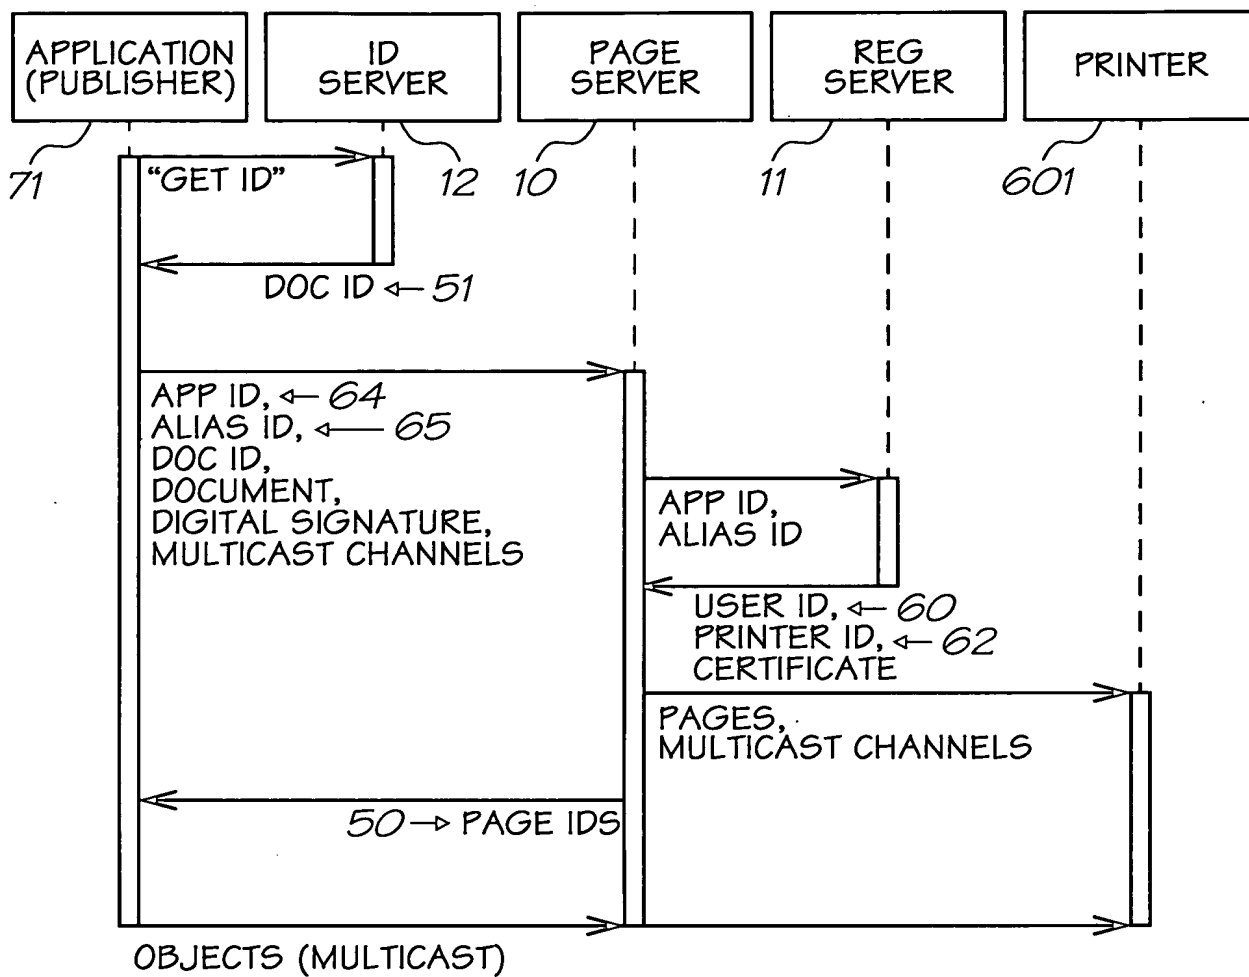 APPLICATION
(PUBLISHER)
ID
SERVER
PAGE
SERVER
REG
SERVER
PRINTER
71
12
10
11
601
"GET ID"
DOC ID 51
APP ID, 64
ALIAS ID, 65
DOC ID,
DOCUMENT,
DIGITAL SIGNATURE,
MULTICAST CHANNELS
APP ID,
ALIAS ID
USER ID, 60
PRINTER ID, 62
CERTIFICATE
PAGES,
MULTICAST CHANNELS
50 PAGE IDS
OBJECTS (MULTICAST)